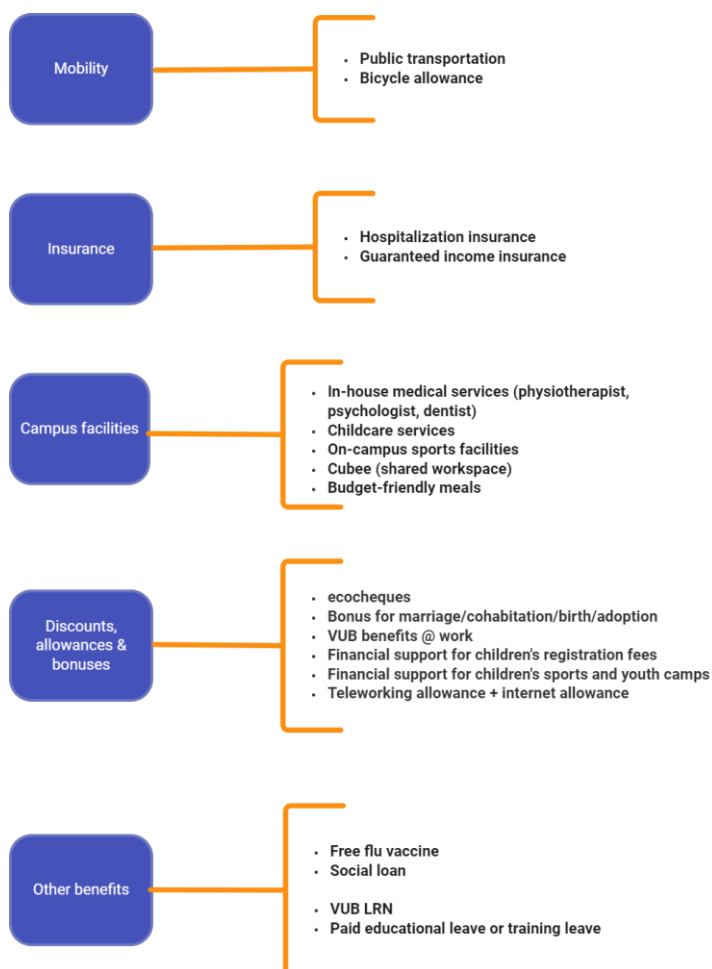 Mobility
• Public transportation
• Bicycle allowance
Insurance
• Hospitalization insurance
• Guaranteed income insurance
Campus facilities
• In-house medical services (physiotherapist,
psychologist, dentist)
• Childcare services
• On-campus sports facilities
• Cubee (shared workspace)
• Budget-friendly meals
Discounts,
allowances &
bonuses
• ecocheques
• Bonus for marriage/cohabitation/birth/adoption
• VUB benefits @ work
• Financial support for children's registration fees
• Financial support for children's sports and youth camps
• Teleworking allowance + internet allowance
Other benefits
• Free flu vaccine
• Social loan
• VUB LRN
• Paid educational leave or training leave